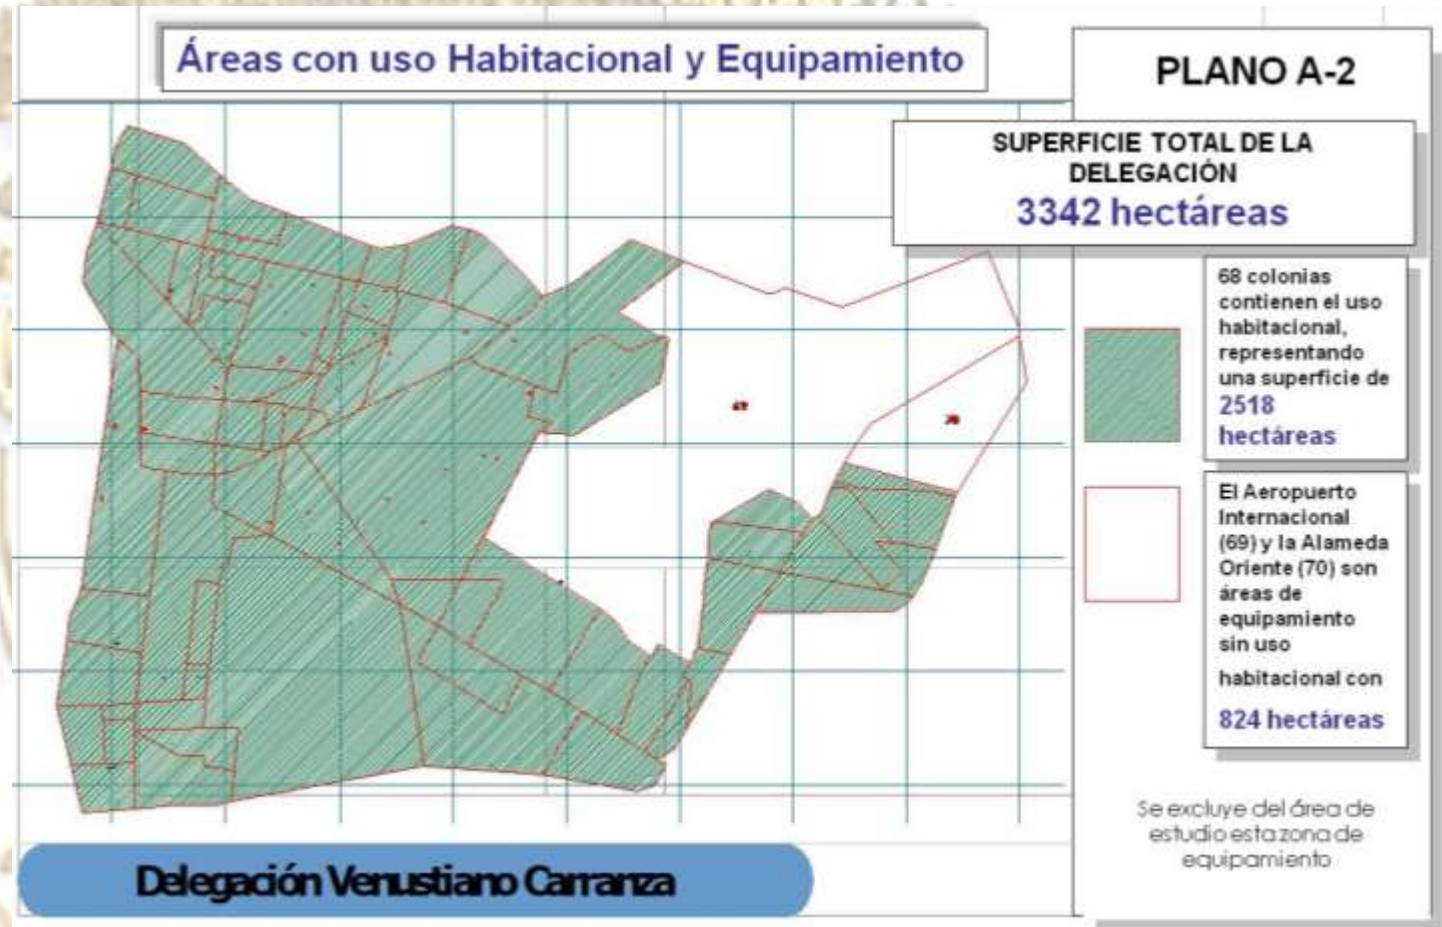 Áreas con uso Habitacional y Equipamiento
PLANO A-2
SUPERFICIE TOTAL DE LA
DELEGACIÓN
3342 hectáreas
68 colonias
contienen el uso
habitacional,
representando
una superficie de
2518
hectáreas
El Aeropuerto
Internacional
(69) y la Alameda
Oriente (70) son
áreas de
equipamiento
sin uso
habitacional con
824 hectáreas
Se excluye del área de
estudio esta zona de
equipamiento
69
70
Delegación Venustiano Carranza